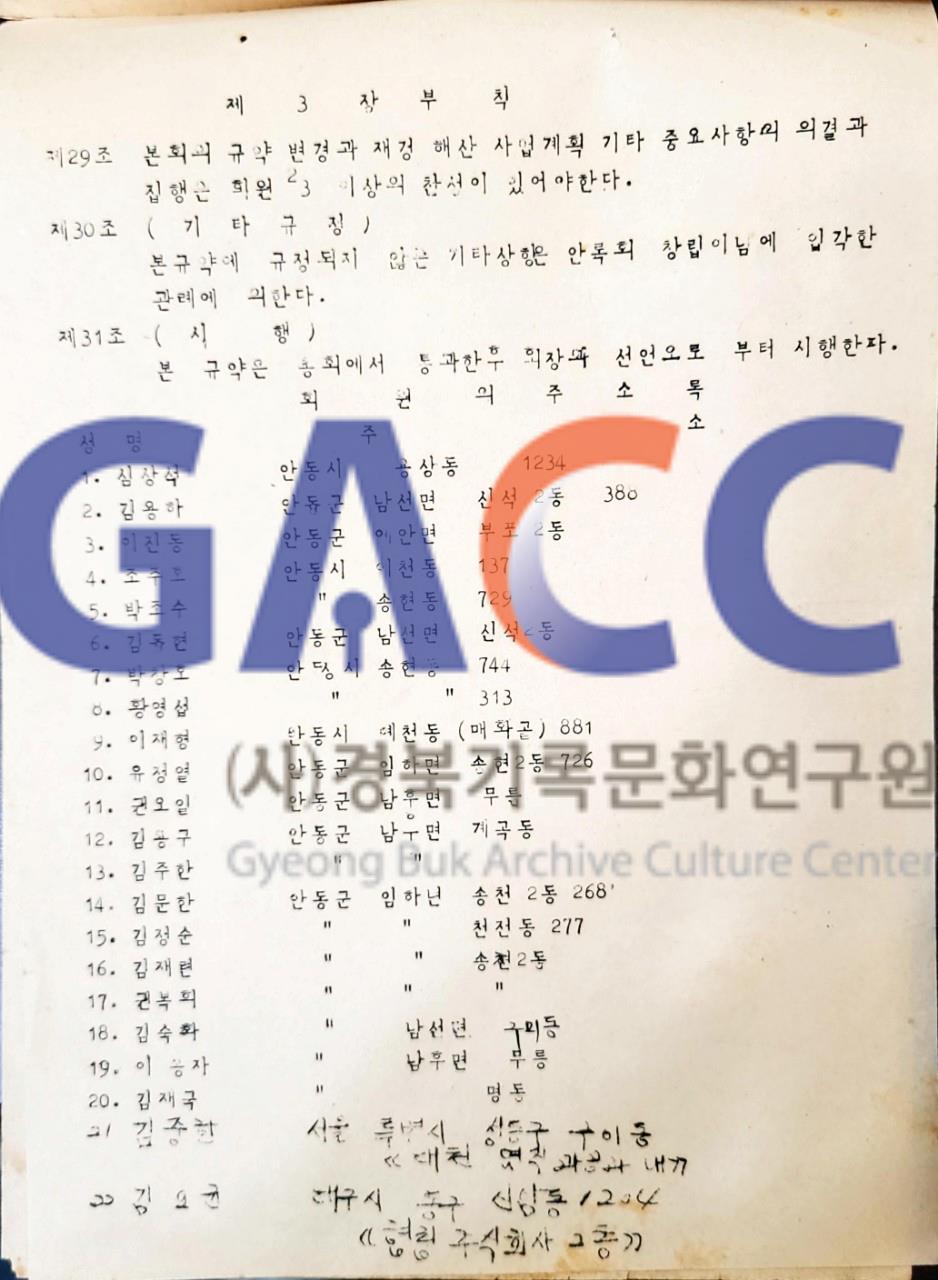 제 3 장 부 칙
제29조 본회의 규약 변경과 재정 해산 사업계획 기타 중요사항의 의결과
집행은 회원 2/3 이상의 찬성이 있어야한다.
제30조 ( 기 타 규 정 )
본규약에 규정되지 않는 기타상항은 안록회 창립이념에 입각한
관례에 의한다.
제31조 ( 시 행 )
본 규약은 총회에서 통과한후 회장의 선언으로 부터 시행한다.
회 원 의 주 소 록
성 명 주 소
1. 심상석 안동시 용상동 1234
2. 김용하 안동군 남선면 신석 2동 388
3. 이진동 안동군 예안면 부포 2동
4. 안동시 137
5. 박조수 " 송현동 729
6. 김동현 안동군 남선면 신석2동
7. 안동시 송현동 744
8. 황영섭 " " 313
9. 이재형 안동시 예천동 (매화골) 881
10. 유정열 안동군 임하면 송현2동 726
11. 권오일 안동군 남후면 무릉
12. 김용구 안동군 남후면 계곡동
13. 김주한 " "
14. 김문한 안동군 임하면 송천 2동 268
15. 김정순 " " 천전동 277
16. 김재련 " " 송천2동
17. 권복희 " " "
18. 김숙화 " 남선면 구미동
19. 이 용자 " 남후면 무릉
20. 김재국 " 명동
21 김종한 서울 특별시 성동구 구이동
22 김 대구시 동구 신암동 1204
주식회사 2층》
GACC
(사)경북기록문화연구원
Gyeong Buk Archive Culture Center